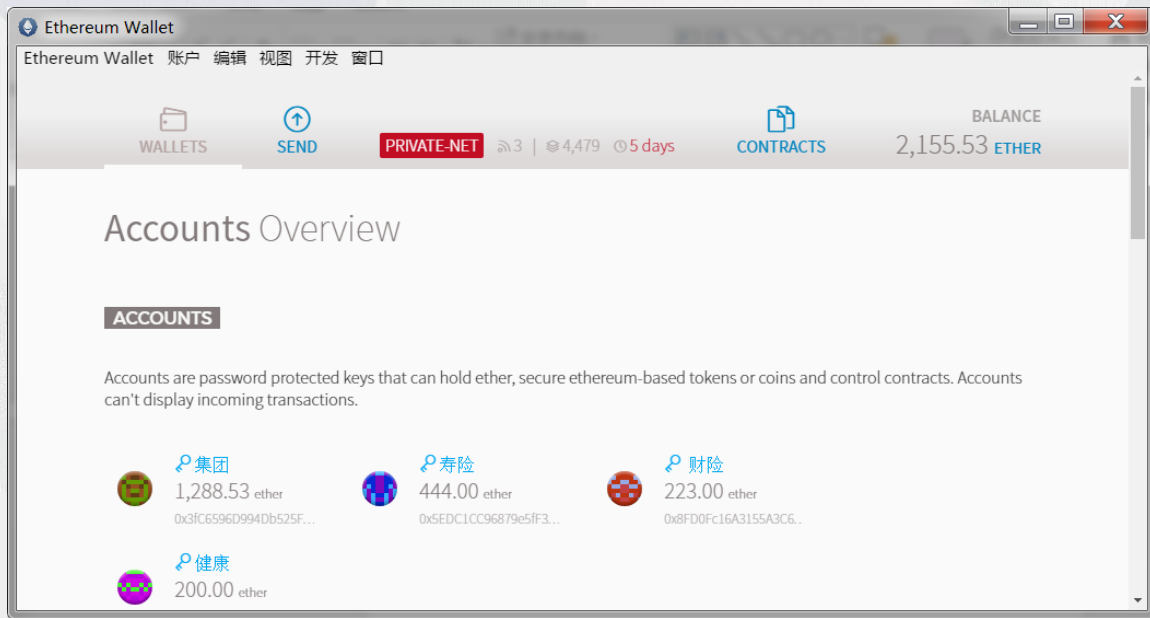 Ethereum Wallet
Ethereum Wallet 账户 编辑 视图 开发 窗口
WALLETS
SEND
PRIVATE-NET 3 | 4,479 5 days
CONTRACTS
BALANCE
2,155.53 ETHER
Accounts Overview
ACCOUNTS
Accounts are password protected keys that can hold ether, secure ethereum-based tokens or coins and control contracts. Accounts
can't display incoming transactions.
集团
1,288.53 ether
0x3fC6596D994Db525F...
寿险
444.00 ether
0x5EDC1CC96879e5fF3...
财险
223.00 ether
0x8FD0Fc16A3155A3C6..
健康
200.00 ether